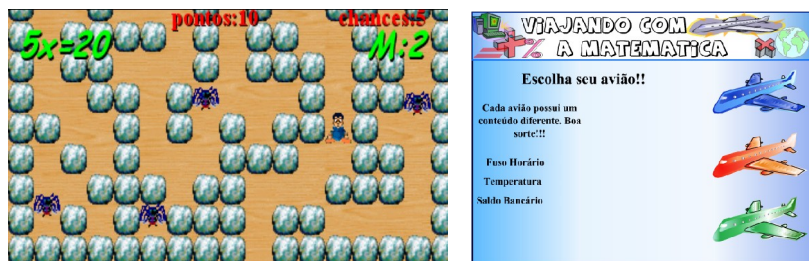 pontos:10
chances:5
5x=20
M:2
VIAJANDO COM
A MATEMATICA
Escolha seu avião!!
Cada avião possui um
conteúdo diferente. Boa
sorte!!!
Fuso Horário
Temperatura
Saldo Bancário